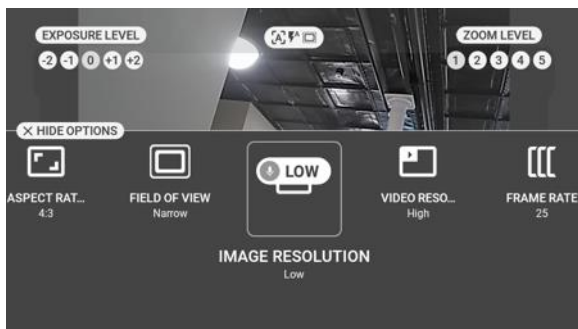 EXPOSURE LEVEL
-2 -1 0 +1 +2
[A] A
ZOOM LEVEL
1 2 3 4 5
X HIDE OPTIONS
LOW
ASPECT RAT...
4:3
FIELD OF VIEW
Narrow
VIDEO RESO...
High
FRAME RATE
25
IMAGE RESOLUTION
Low